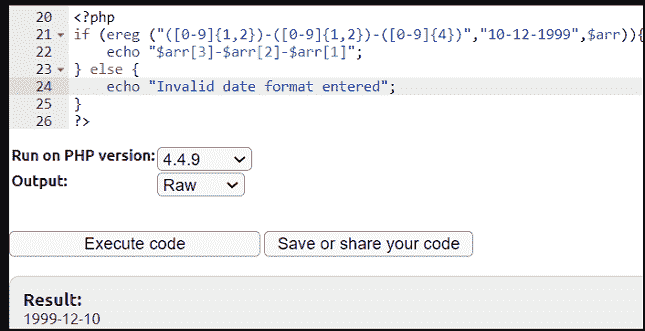 20 <?php
21 if (ereg ("([0-9]{1,2})-([0-9]{1,2})-([0-9]{4})","10-12-1999",$arr)){
22 echo "$arr[3]-$arr[2]-$arr[1]";
23 } else {
24 echo "Invalid date format entered";
25 }
26 ?>
Run on PHP version: 4.4.9
Output: Raw
Execute code Save or share your code
Result:
1999-12-10